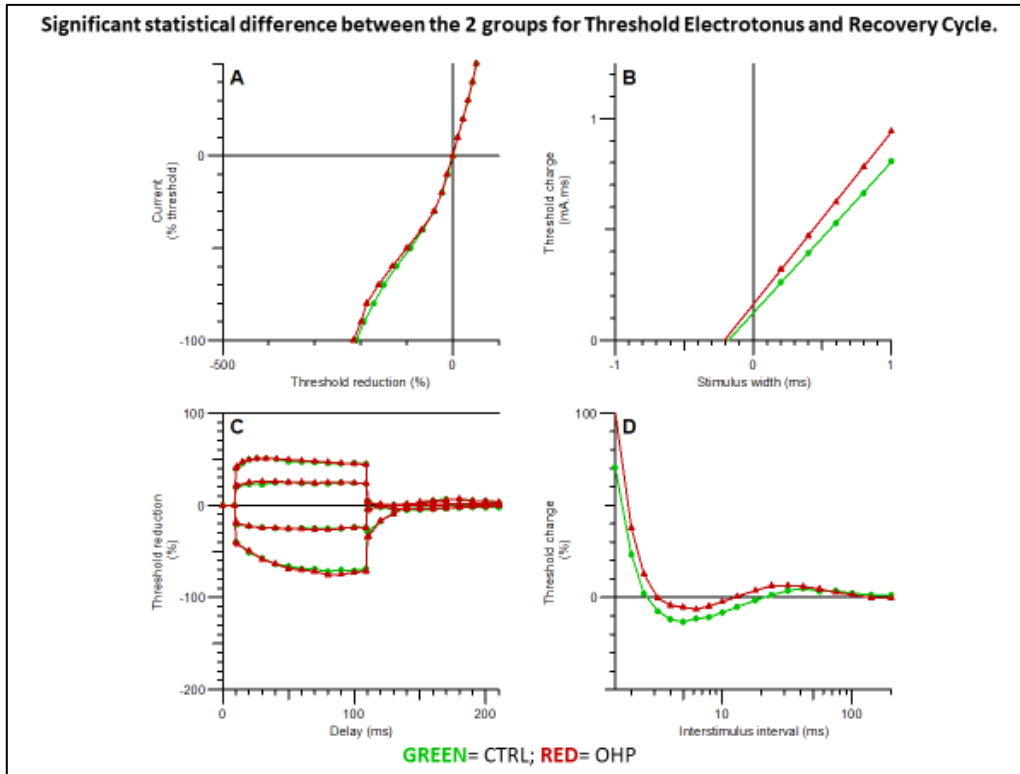 Significant statistical difference between the 2 groups for Threshold Electrotonus and Recovery Cycle.
A
0
-100
Current
(% threshold)
-500
0
Threshold reduction (%)
B
1
0
Threshold charge
(mA.ms)
-1
0
1
Stimulus width (ms)
C
100
0
-100
-200
Threshold reduction
(%)
0
100
200
Delay (ms)
D
100
0
Threshold change
(%)
10
100
Interstimulus interval (ms)
GREEN= CTRL; RED= OHP